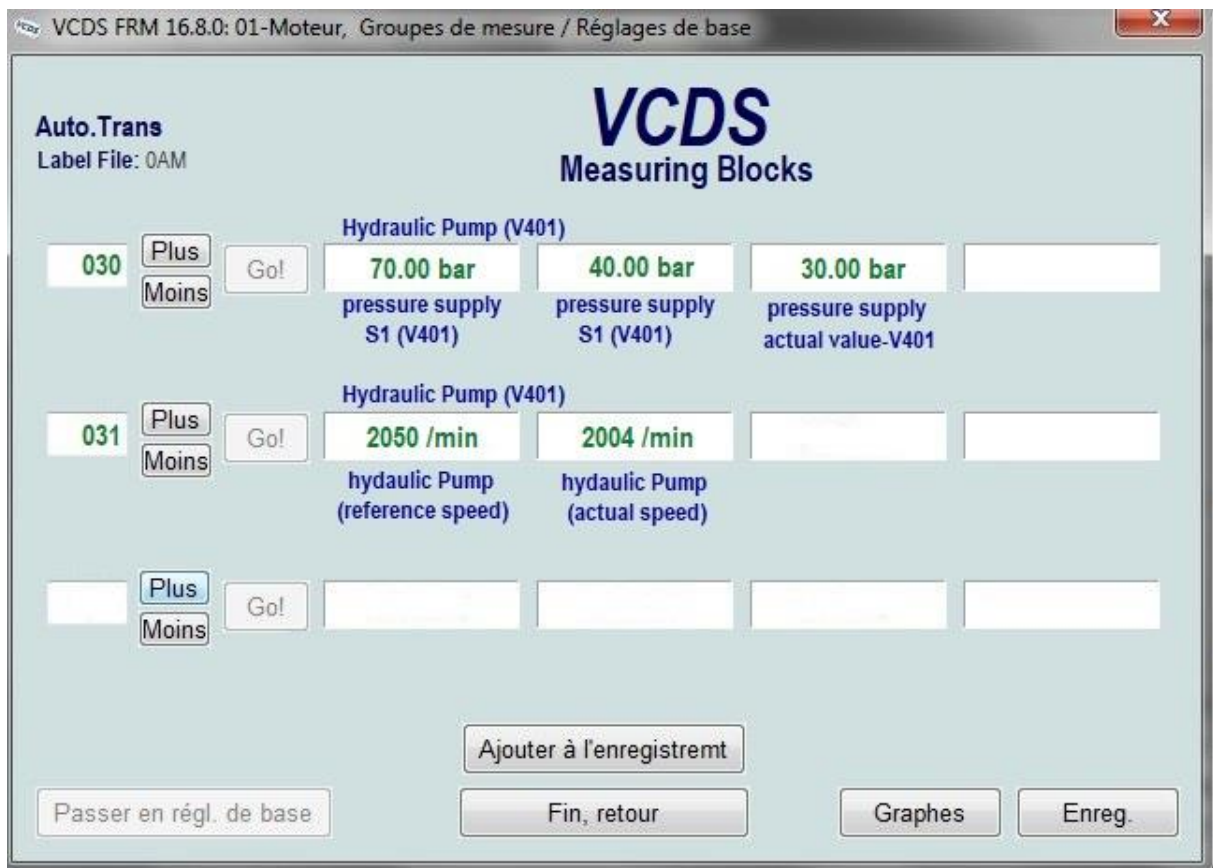 VCDS FRM 16.8.0: 01-Moteur, Groupes de mesure / Réglages de base
Auto.Trans
Label File: 0AM
VCDS
Measuring Blocks
Hydraulic Pump (V401)
030 Plus Moins Go! 70.00 bar 40.00 bar 30.00 bar
pressure supply pressure supply pressure supply
S1 (V401) S1 (V401) actual value-V401
Hydraulic Pump (V401)
031 Plus Moins Go! 2050 /min 2004 /min
hydaulic Pump hydaulic Pump
(reference speed) (actual speed)
Plus Moins Go!
Ajouter à l'enregistremt
Passer en régl. de base Fin, retour Graphes Enreg.